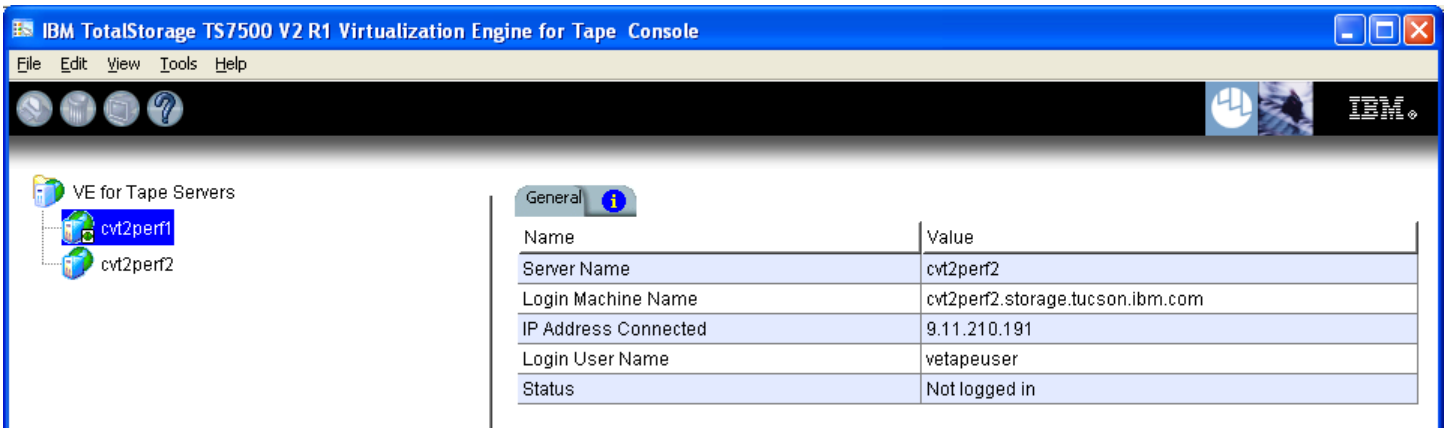 IBM TotalStorage TS7500 V2 R1 Virtualization Engine for Tape Console
File Edit View Tools Help
IBM
VE for Tape Servers
cvt2perf1
cvt2perf2
General
Name Value
Server Name cvt2perf2
Login Machine Name cvt2perf2.storage.tucson.ibm.com
IP Address Connected 9.11.210.191
Login User Name vetapeuser
Status Not logged in